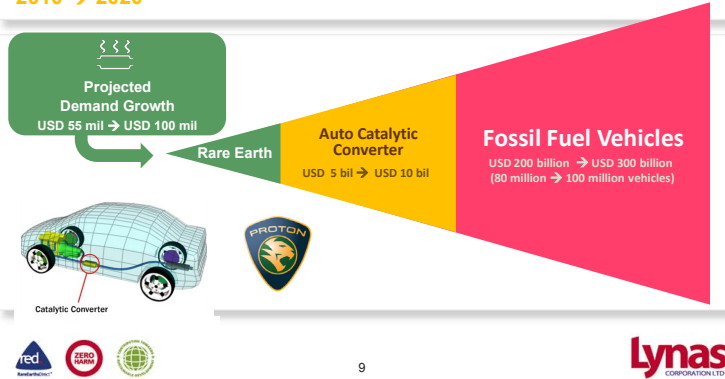 Projected
Demand Growth
USD 55 mil → USD 100 mil
Rare Earth
Auto Catalytic
Converter
USD 5 bil → USD 10 bil
Fossil Fuel Vehicles
USD 200 billion → USD 300 billion
(80 million → 100 million vehicles)
PROTON
Catalytic Converter
red
RareEarthsDirect
ZERO
HARM
9
Lynas
CORPORATION LTD